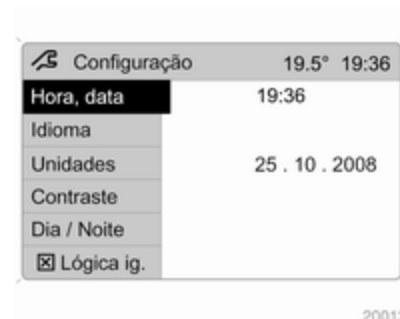 Configuração 19.5° 19:36
Hora, data 19:36
Idioma
Unidades 25 . 10 . 2008
Contraste
Dia / Noite
Lógica ig.